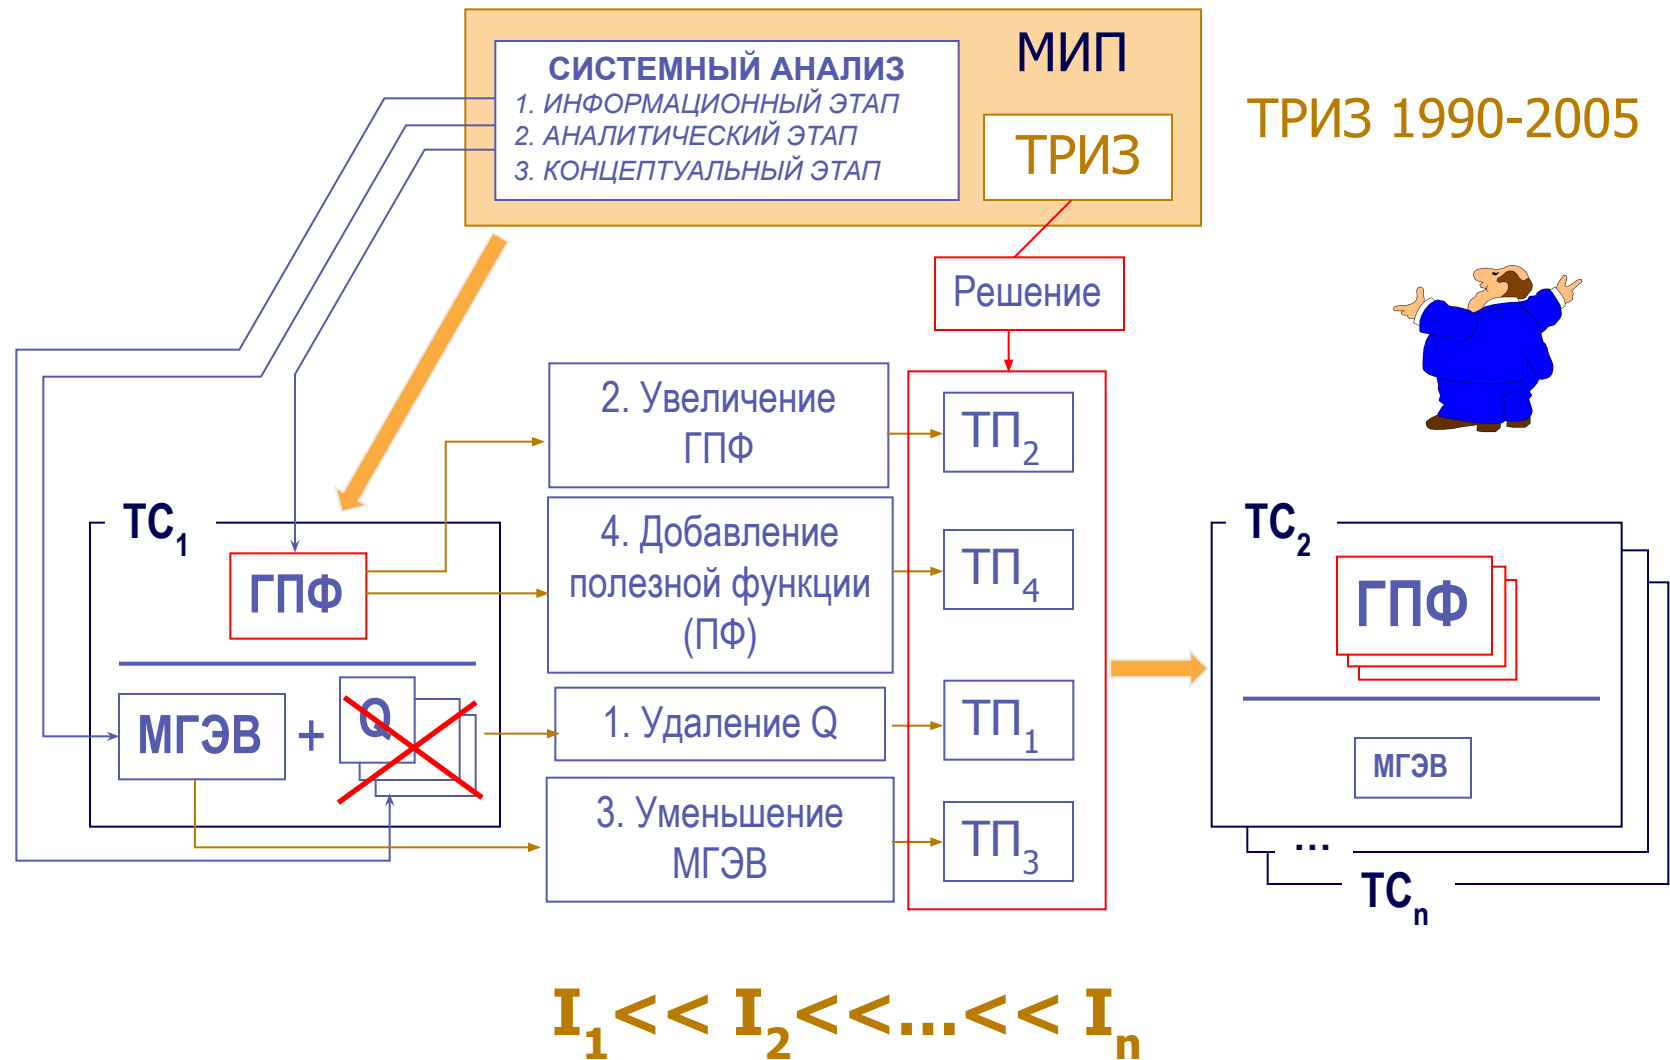 МИП
СИСТЕМНЫЙ АНАЛИЗ
1. ИНФОРМАЦИОННЫЙ ЭТАП
2. АНАЛИТИЧЕСКИЙ ЭТАП
3. КОНЦЕПТУАЛЬНЫЙ ЭТАП
ТРИЗ
ТРИЗ 1990-2005
Решение
2. Увеличение
ГПФ
ТП2
4. Добавление
полезной функции
(ПФ)
ТП4
1. Удаление Q
ТП1
3. Уменьшение
МГЭВ
ТП3
ТС1
ГПФ
МГЭВ + Q
ТС2
ГПФ
МГЭВ
...
ТСn
I1<< I2<<...<< In